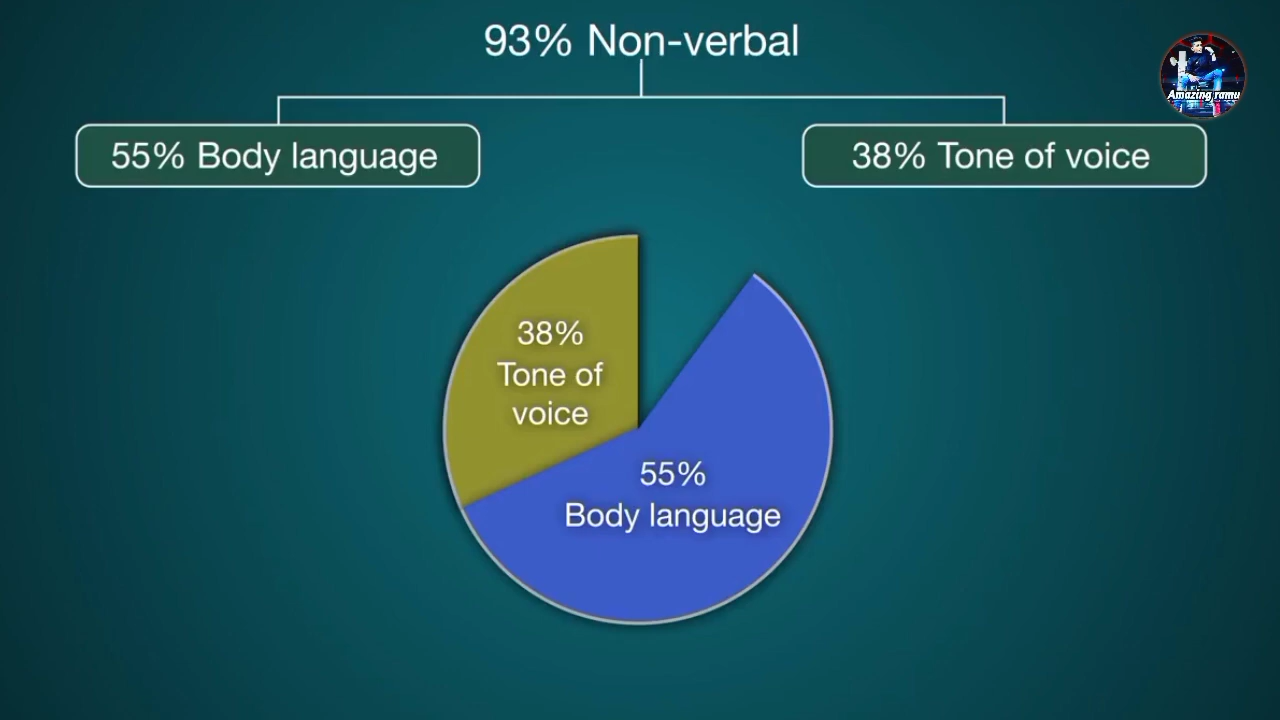 93% Non-verbal
55% Body language
38% Tone of voice
Amazing ramu
38%
Tone of
voice
55%
Body language